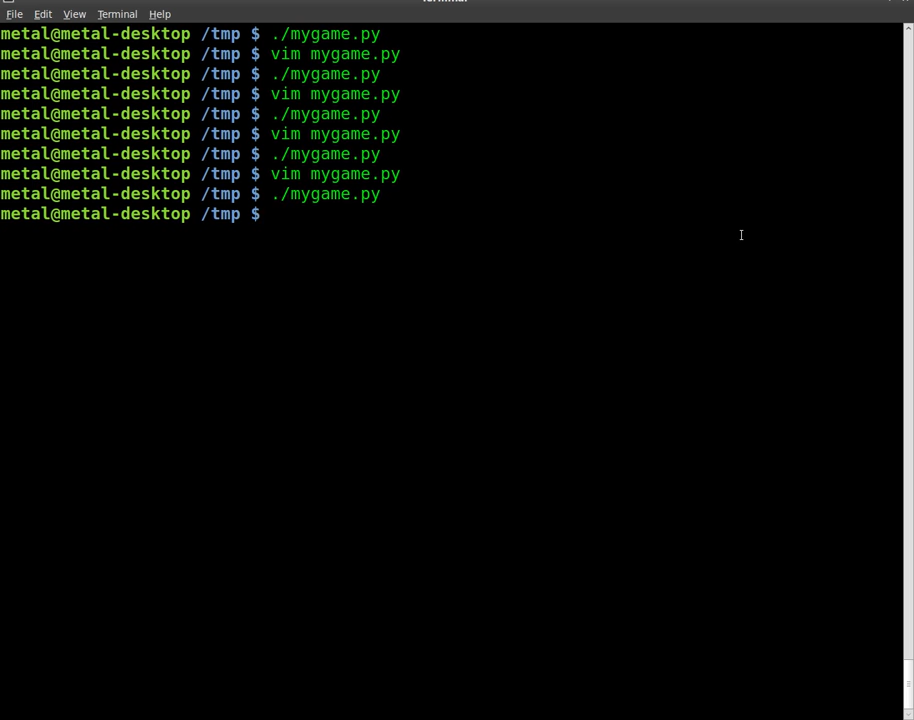 File Edit View Terminal Help
metal@metal-desktop /tmp $ ./mygame.py
metal@metal-desktop /tmp $ vim mygame.py
metal@metal-desktop /tmp $ ./mygame.py
metal@metal-desktop /tmp $ vim mygame.py
metal@metal-desktop /tmp $ ./mygame.py
metal@metal-desktop /tmp $ vim mygame.py
metal@metal-desktop /tmp $ ./mygame.py
metal@metal-desktop /tmp $ vim mygame.py
metal@metal-desktop /tmp $ ./mygame.py
metal@metal-desktop /tmp $